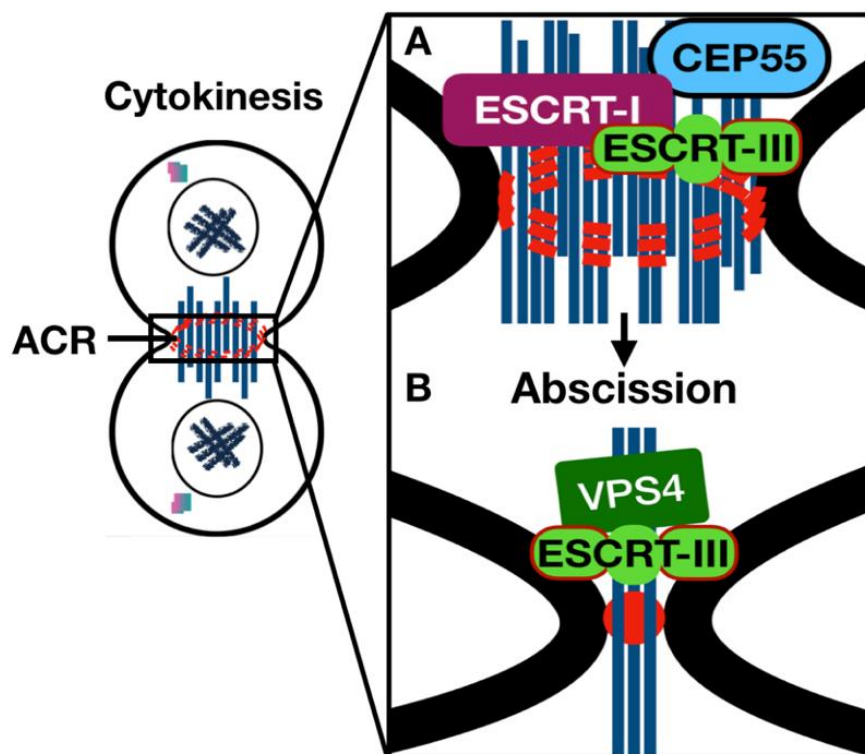 Cytokinesis
ACR
A
CEP55
ESCRT-I
ESCRT-III
B
Abscission
VPS4
ESCRT-III